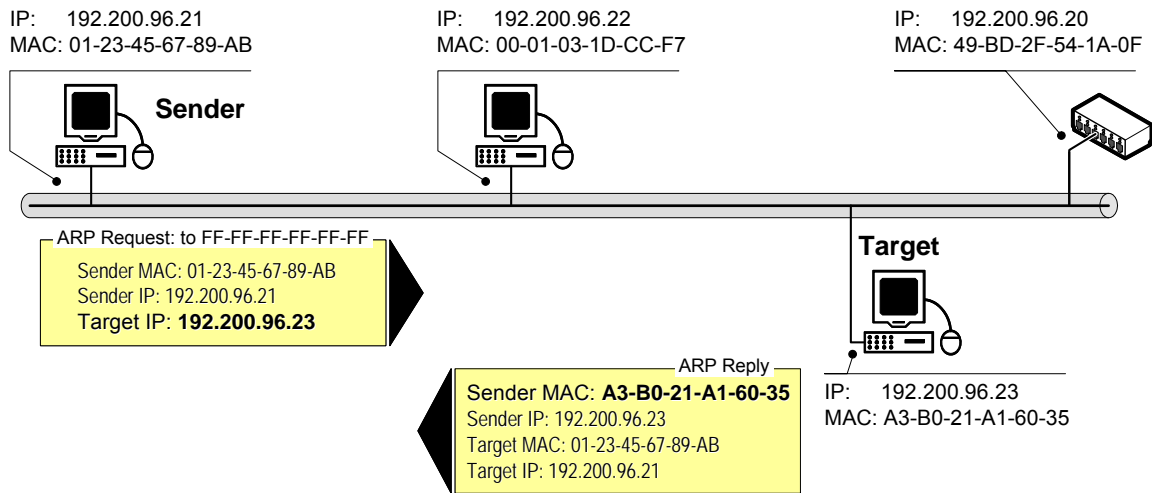 IP: 192.200.96.21
MAC: 01-23-45-67-89-AB
IP: 192.200.96.22
MAC: 00-01-03-1D-CC-F7
IP: 192.200.96.20
MAC: 49-BD-2F-54-1A-0F
Sender
ARP Request: to FF-FF-FF-FF-FF-FF
Sender MAC: 01-23-45-67-89-AB
Sender IP: 192.200.96.21
Target IP: 192.200.96.23
Target
ARP Reply
Sender MAC: A3-B0-21-A1-60-35
Sender IP: 192.200.96.23
Target MAC: 01-23-45-67-89-AB
Target IP: 192.200.96.21
IP: 192.200.96.23
MAC: A3-B0-21-A1-60-35